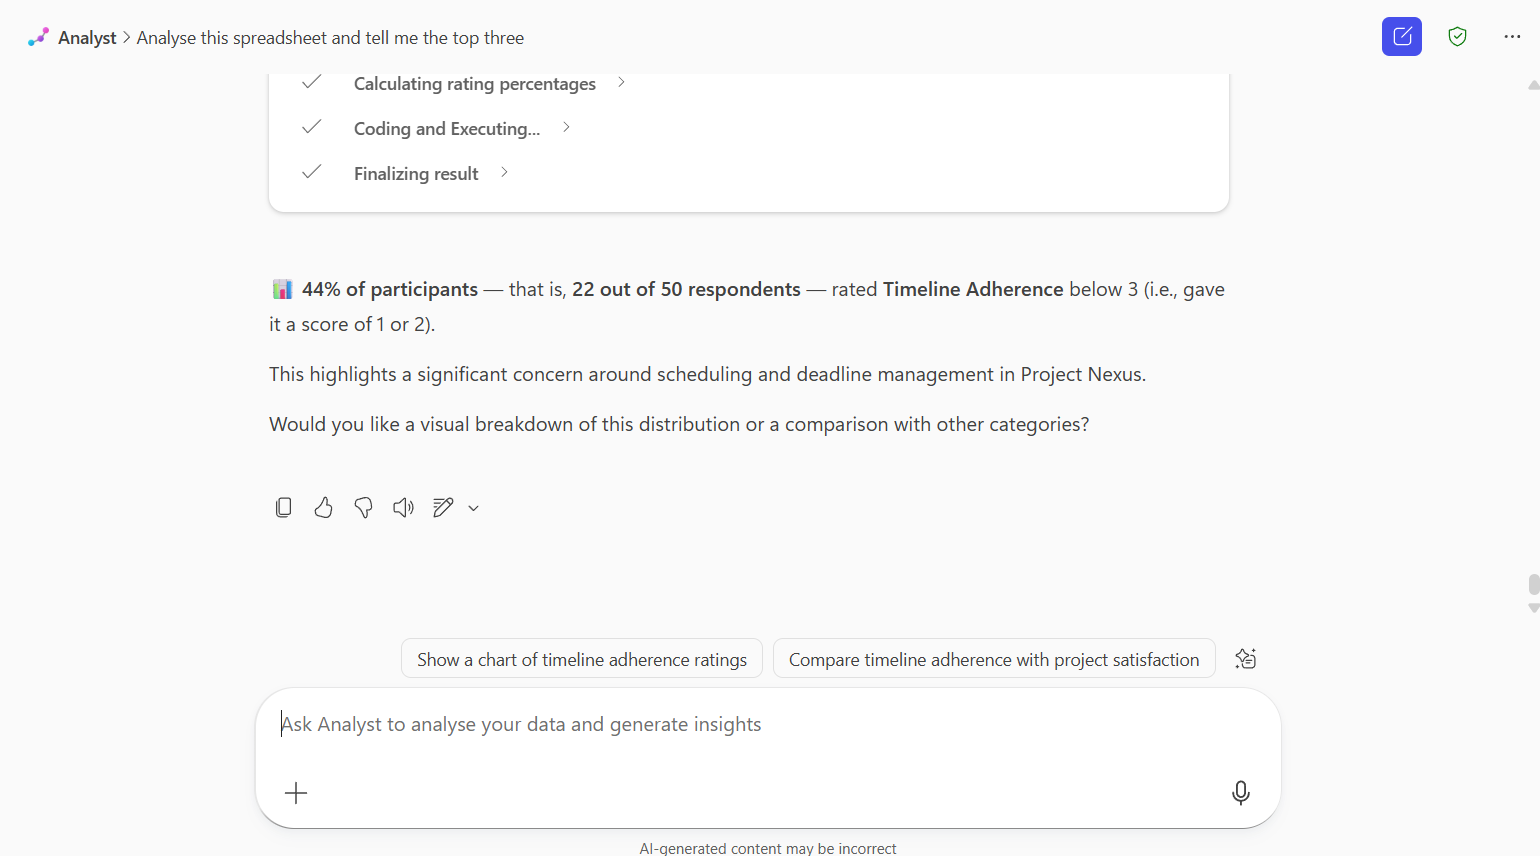 Analyst > Analyse this spreadsheet and tell me the top three
Calculating rating percentages
Coding and Executing...
Finalizing result
44% of participants — that is, 22 out of 50 respondents — rated Timeline Adherence below 3 (i.e., gave
it a score of 1 or 2).
This highlights a significant concern around scheduling and deadline management in Project Nexus.
Would you like a visual breakdown of this distribution or a comparison with other categories?
Show a chart of timeline adherence ratings
Compare timeline adherence with project satisfaction
Ask Analyst to analyse your data and generate insights
AI-generated content may be incorrect